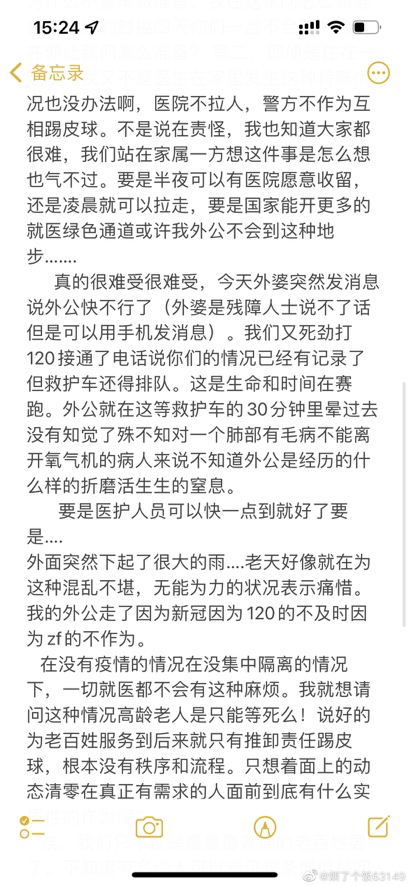 15:24
备忘录
况也没办法啊，医院不拉人，警方不作为互
相踢皮球。不是说在责怪，我也知道大家都
很难，我们站在家属一方想这件事是怎么想
也气不过。要是半夜可以有医院愿意收留，
还是凌晨就可以拉走，要是国家能开更多的
就医绿色通道或许我外公不会到这种地
步.......
真的很难受很难受，今天外婆突然发消息
说外公快不行了（外婆是残障人士说不了话
但是可以用手机发消息）。我们又死劲打
120接通了电话说你们的情况已经有记录了
但救护车还得排队。这是生命和时间在赛
跑。外公就在这等救护车的30分钟里晕过去
没有知觉了殊不知对一个肺部有毛病不能离
开氧气机的病人来说不知道外公是经历的什
么样的折磨活生生的窒息。
要是医护人员可以快一点到就好了要
是....
外面突然下起了很大的雨....老天好像就在为
这种混乱不堪，无能为力的状况表示痛惜。
我的外公走了因为新冠因为120的不及时因
为zf的不作为。
在没有疫情的情况在没集中隔离的情况
下，一切就医都不会有这种麻烦。我就想请
问这种情况高龄老人是只能等死么！说好的
为老百姓服务到后来就只有推卸责任踢皮
球，根本没有秩序和流程。只想着面上的动
态清零在真正有需求的人面前到底有什么实